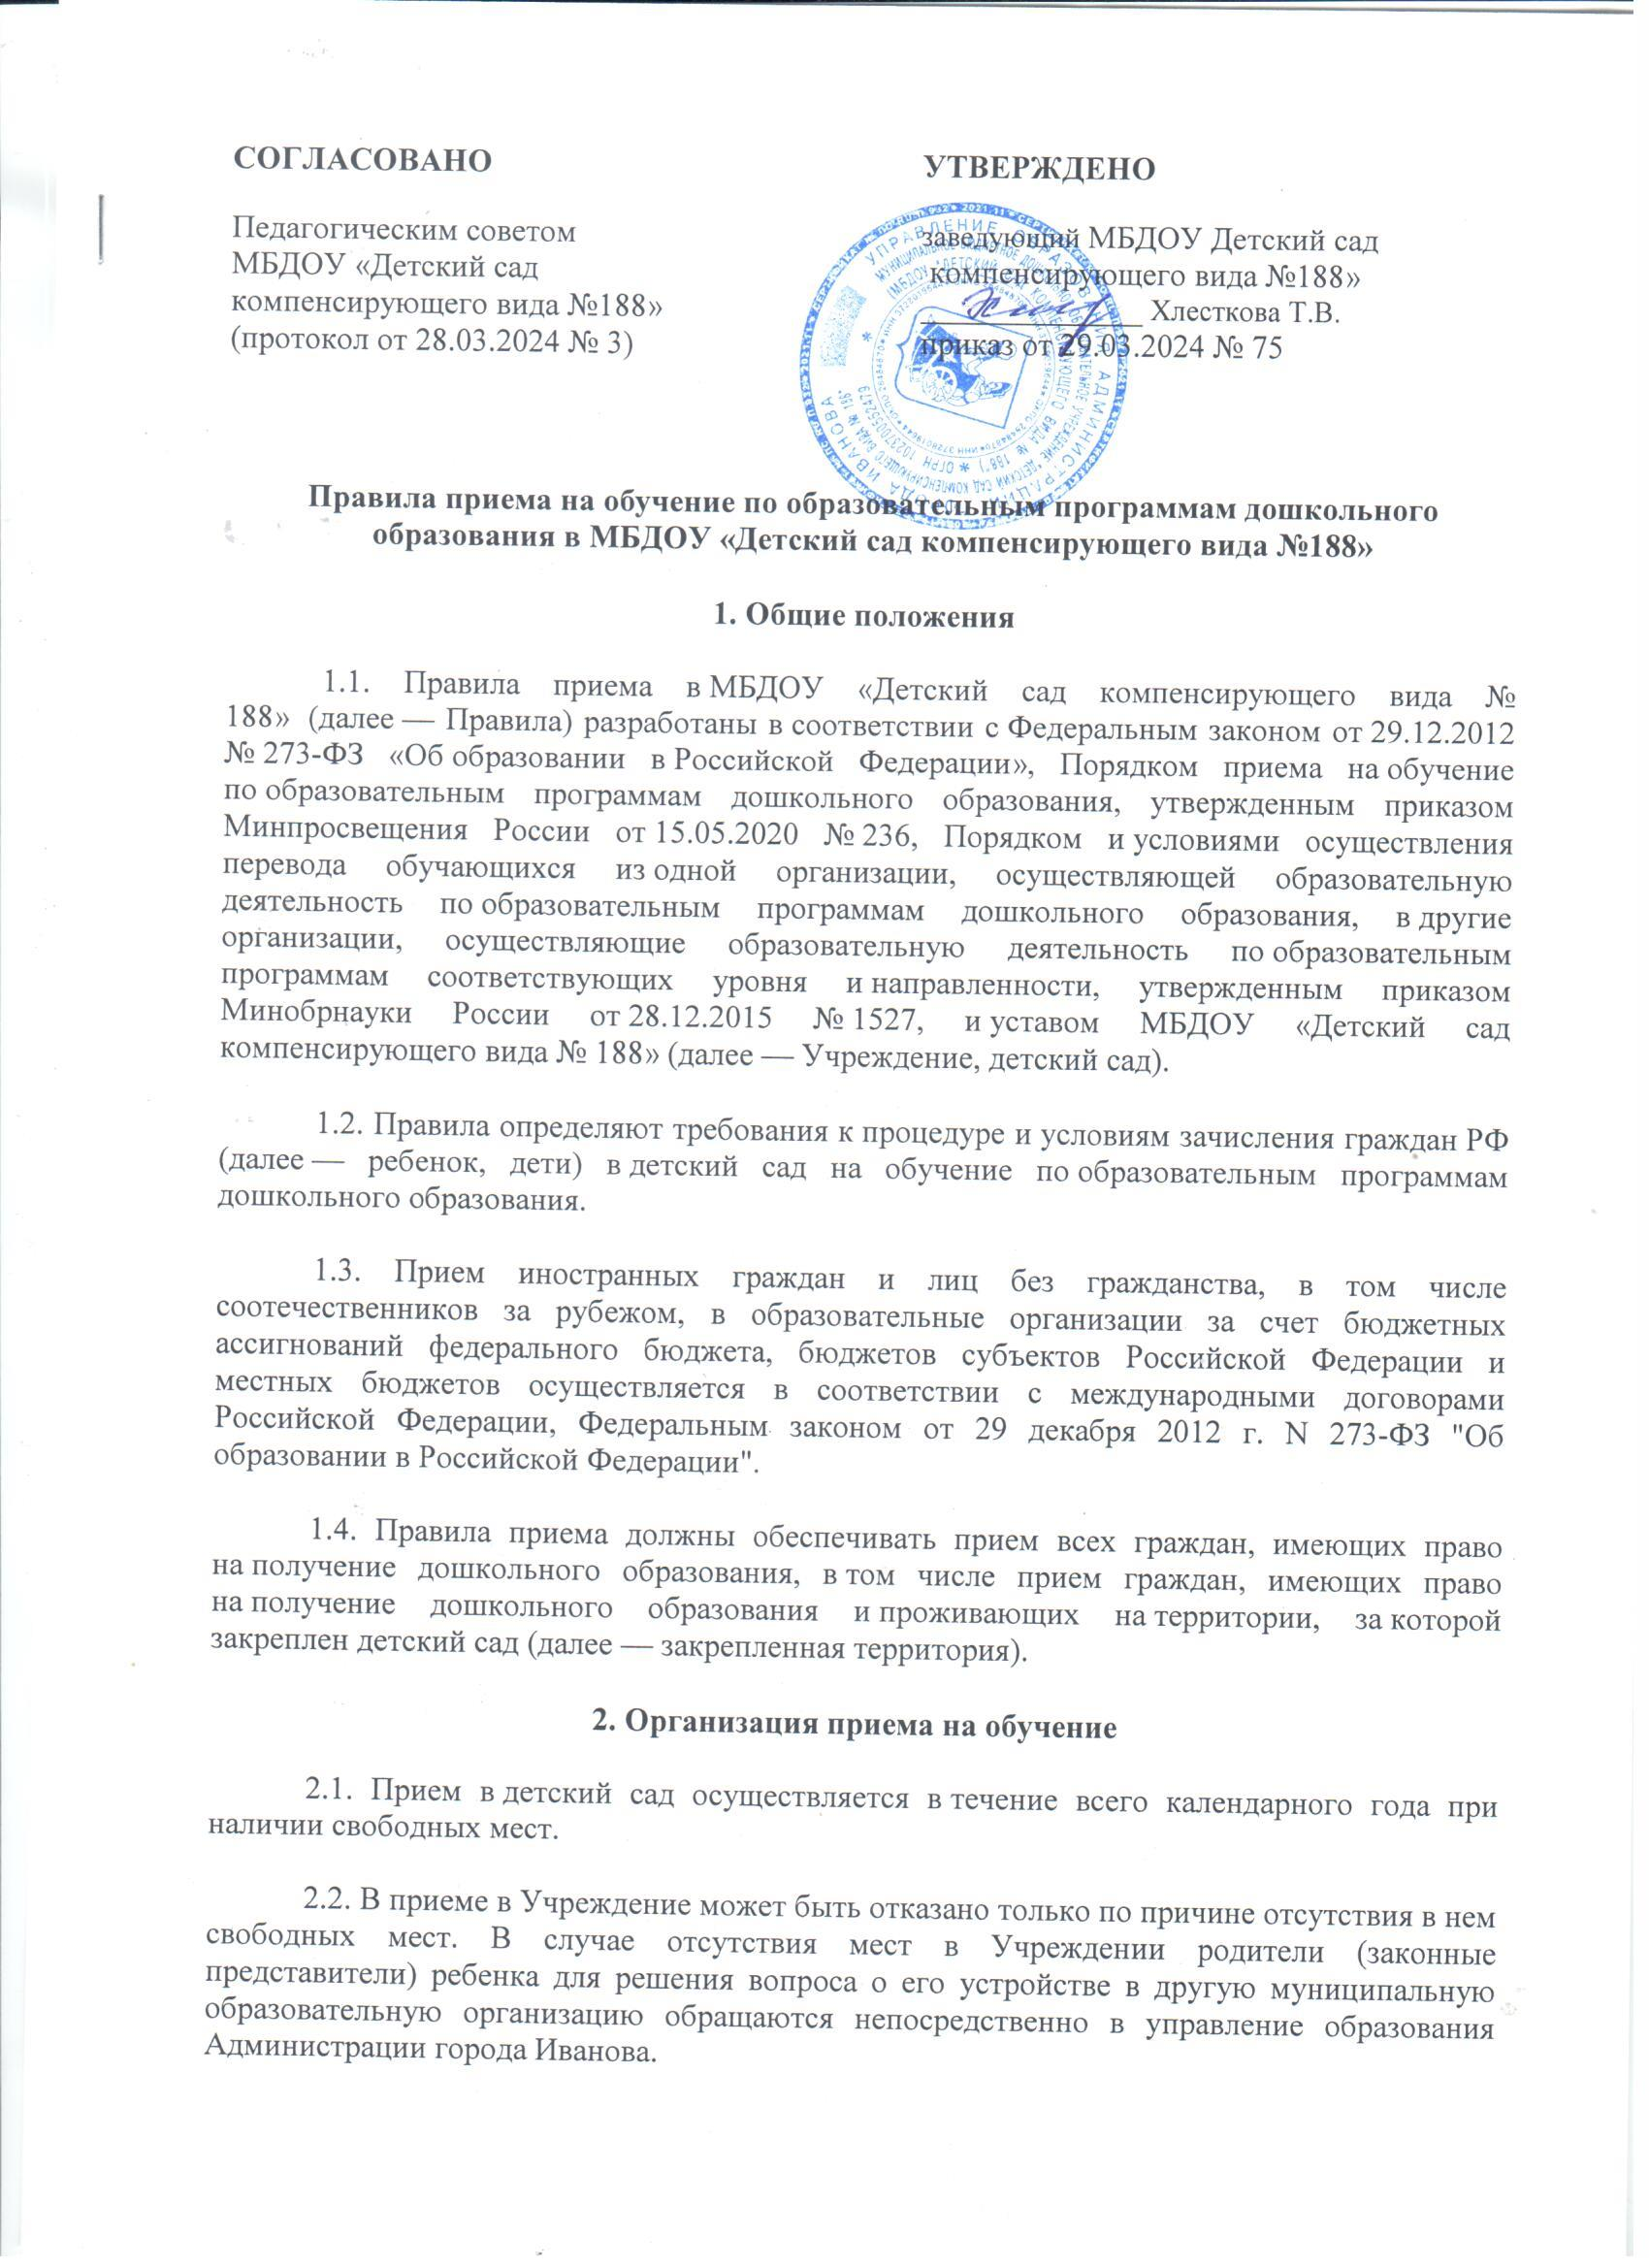 СОГЛАСОВАНО
УТВЕРЖДЕНО
Педагогическим советом
МБДОУ «Детский сад
компенсирующего вида №188»
(протокол от 28.03.2024 № 3)
заведующий МБДОУ Детский сад
компенсирующего вида №188»
Хлесткова Т.В.
приказ от 29.03.2024 № 75
УПРАВЛЕНИЕ ОБРАЗОВАНИЯ АДМИНИСТРАЦИИ ГОРОДА ИВАНОВА
Правила приема на обучение по образовательным программам дошкольного
образования в МБДОУ «Детский сад компенсирующего вида №188»
1. Общие положения
1.1. Правила приема в МБДОУ «Детский сад компенсирующего вида №
188» (далее — Правила) разработаны в соответствии с Федеральным законом от 29.12.2012
№ 273-ФЗ «Об образовании в Российской Федерации», Порядком приема на обучение
по образовательным программам дошкольного образования, утвержденным приказом
Минпросвещения России от 15.05.2020 № 236, Порядком и условиями осуществления
перевода обучающихся из одной организации, осуществляющей образовательную
деятельность по образовательным программам дошкольного образования, в другие
организации, осуществляющие образовательную деятельность по образовательным
программам соответствующих уровня и направленности, утвержденным приказом
Минобрнауки России от 28.12.2015 № 1527, и уставом МБДОУ «Детский сад
компенсирующего вида № 188» (далее — Учреждение, детский сад).
1.2. Правила определяют требования к процедуре и условиям зачисления граждан РФ
(далее — ребенок, дети) в детский сад на обучение по образовательным программам
дошкольного образования.
1.3. Прием иностранных граждан и лиц без гражданства, в том числе
соотечественников за рубежом, в образовательные организации за счет бюджетных
ассигнований федерального бюджета, бюджетов субъектов Российской Федерации и
местных бюджетов осуществляется в соответствии с международными договорами
Российской Федерации, Федеральным законом от 29 декабря 2012 г. N 273-ФЗ "Об
образовании в Российской Федерации".
1.4. Правила приема должны обеспечивать прием всех граждан, имеющих право
на получение дошкольного образования, в том числе прием граждан, имеющих право
на получение дошкольного образования и проживающих на территории, за которой
закреплен детский сад (далее — закрепленная территория).
2. Организация приема на обучение
2.1. Прием в детский сад осуществляется в течение всего календарного года при
наличии свободных мест.
2.2. В приеме в Учреждение может быть отказано только по причине отсутствия в нем
свободных мест. В случае отсутствия мест в Учреждении родители (законные
представители) ребенка для решения вопроса о его устройстве в другую муниципальную
образовательную организацию обращаются непосредственно в управление образования
Администрации города Иванова.